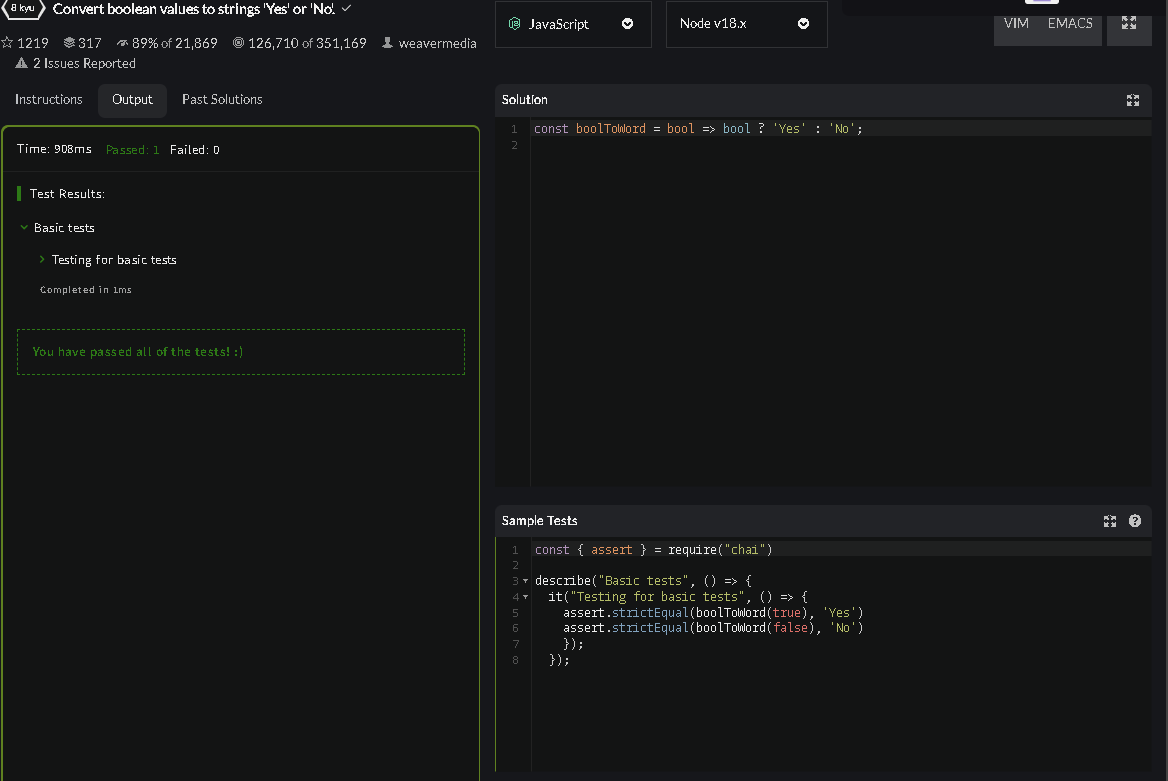 8 kyu
Convert boolean values to strings 'Yes' or 'No'.
1219 317 89% of 21,869 126,710 of 351,169 weavermedia
2 Issues Reported
Instructions Output Past Solutions
Time: 908ms Passed: 1 Failed: 0
Test Results:
Basic tests
Testing for basic tests
Completed in 1ms
You have passed all of the tests! :)
JavaScript
Node v18.x
VIM EMACS
Solution
1 const boolToWord = bool => bool ? 'Yes' : 'No';
2
Sample Tests
1 const { assert } = require("chai")
2
3 describe("Basic tests", () => {
4 it("Testing for basic tests", () => {
5 assert.strictEqual(boolToWord(true), 'Yes')
6 assert.strictEqual(boolToWord(false), 'No')
7 });
8 });